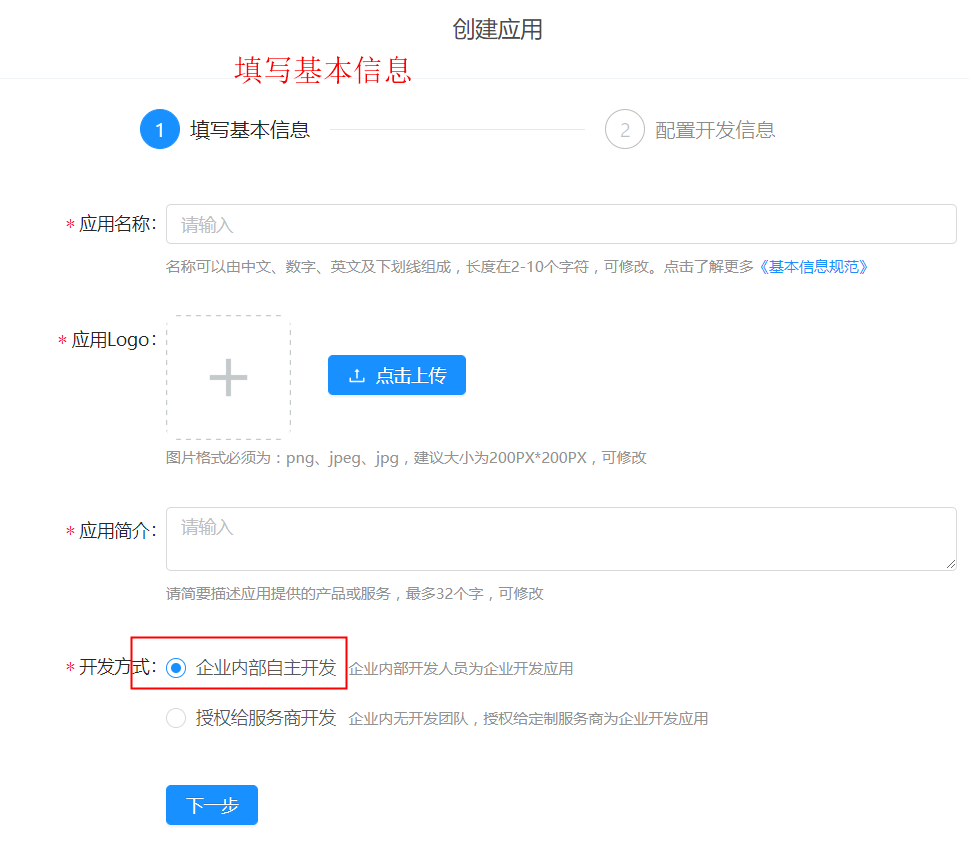 创建应用
填写基本信息
1 填写基本信息 2 配置开发信息
* 应用名称: 请输入
名称可以由中文、数字、英文及下划线组成，长度在2-10个字符，可修改。点击了解更多《基本信息规范》
* 应用Logo:
点击上传
图片格式必须为：png、jpeg、jpg，建议大小为200PX*200PX，可修改
* 应用简介: 请输入
请简要描述应用提供的产品或服务，最多32个字，可修改
* 开发方式: 企业内部自主开发 企业内部开发人员为企业开发应用
授权给服务商开发 企业内无开发团队，授权给定制服务商为企业开发应用
下一步